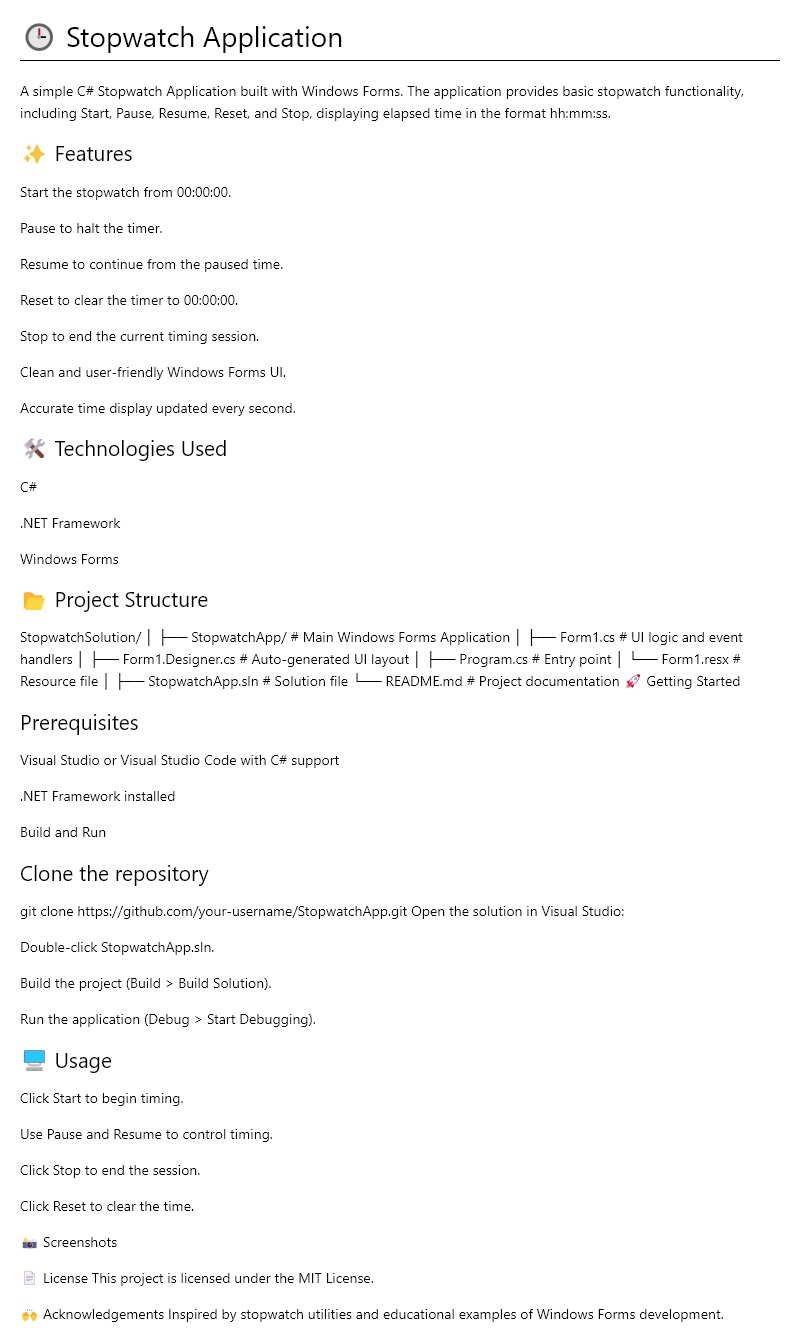 🕒 Stopwatch Application
A simple C# Stopwatch Application built with Windows Forms. The application provides basic stopwatch functionality,
including Start, Pause, Resume, Reset, and Stop, displaying elapsed time in the format hh:mm:ss.
✨ Features
Start the stopwatch from 00:00:00.
Pause to halt the timer.
Resume to continue from the paused time.
Reset to clear the timer to 00:00:00.
Stop to end the current timing session.
Clean and user-friendly Windows Forms UI.
Accurate time display updated every second.
🛠️ Technologies Used
C#
.NET Framework
Windows Forms
📂 Project Structure
StopwatchSolution/ │ ├── StopwatchApp/ # Main Windows Forms Application │ ├── Form1.cs # UI logic and event
handlers │ ├── Form1.Designer.cs # Auto-generated UI layout │ ├── Program.cs # Entry point │ └── Form1.resx #
Resource file │ ├── StopwatchApp.sln # Solution file └── README.md # Project documentation 🚀 Getting Started
Prerequisites
Visual Studio or Visual Studio Code with C# support
.NET Framework installed
Build and Run
Clone the repository
git clone https://github.com/your-username/StopwatchApp.git Open the solution in Visual Studio:
Double-click StopwatchApp.sln.
Build the project (Build > Build Solution).
Run the application (Debug > Start Debugging).
🖥️ Usage
Click Start to begin timing.
Use Pause and Resume to control timing.
Click Stop to end the session.
Click Reset to clear the time.
📸 Screenshots
📄 License This project is licensed under the MIT License.
🙌 Acknowledgements Inspired by stopwatch utilities and educational examples of Windows Forms development.